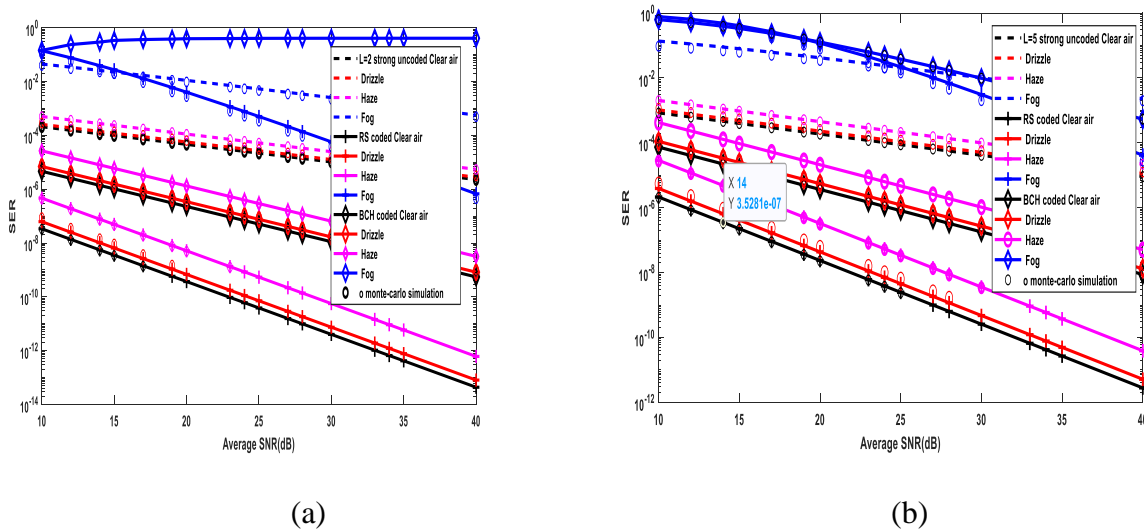 SER
10^0
10^-2
10^-4
10^-6
10^-8
10^-10
10^-12
10^-14
10 15 20 25 30 35 40
Average SNR(dB)
L=2 strong uncoded Clear air
Drizzle
Haze
Fog
RS coded Clear air
Drizzle
Haze
Fog
BCH coded Clear air
Drizzle
Haze
Fog
o monte-carlo simulation
(a)
SER
10^0
10^-2
10^-4
10^-6
10^-8
10^-10
10^-12
10 15 20 25 30 35 40
Average SNR(dB)
X 14
Y 3.5281e-07
L=5 strong uncoded Clear air
Drizzle
Haze
Fog
RS coded Clear air
Drizzle
Haze
Fog
BCH coded Clear air
Drizzle
Haze
Fog
o monte-carlo simulation
(b)